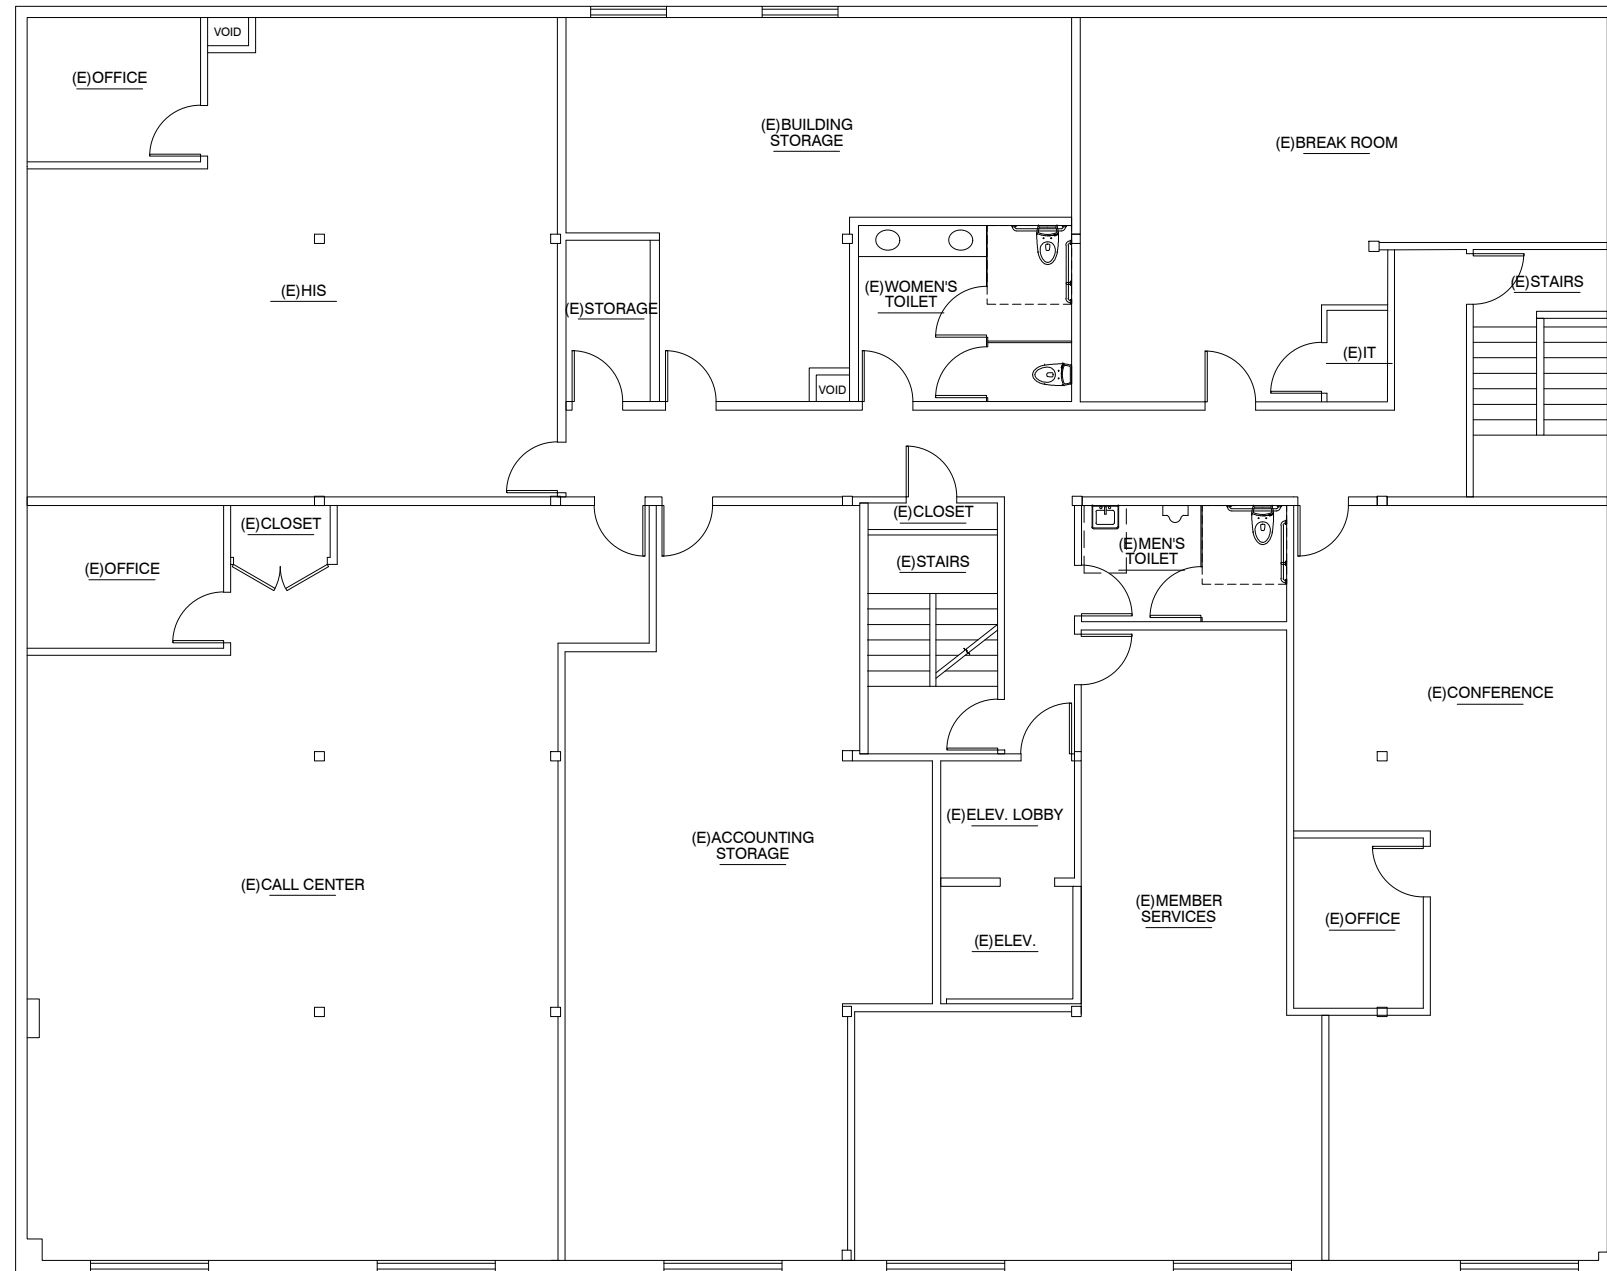 VOID
(E)OFFICE
(E)BUILDING
STORAGE
(E)BREAK ROOM
(E)HIS
(E)STORAGE
(E)WOMEN'S
TOILET
(E)STAIRS
(E)IT
VOID
(E)CLOSET
(E)CLOSET
(E)OFFICE
(E)STAIRS
(E)MEN'S
TOILET
(E)CONFERENCE
(E)ELEV. LOBBY
(E)ACCOUNTING
STORAGE
(E)CALL CENTER
(E)MEMBER
SERVICES
(E)OFFICE
(E)ELEV.